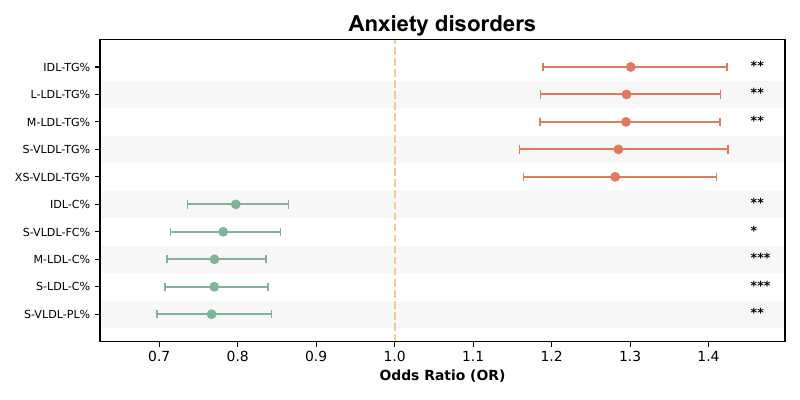 Anxiety disorders
IDL-TG% **
L-LDL-TG% **
M-LDL-TG% **
S-VLDL-TG%
XS-VLDL-TG%
IDL-C% **
S-VLDL-FC% *
M-LDL-C% ***
S-LDL-C% ***
S-VLDL-PL% **
0.7 0.8 0.9 1.0 1.1 1.2 1.3 1.4
Odds Ratio (OR)